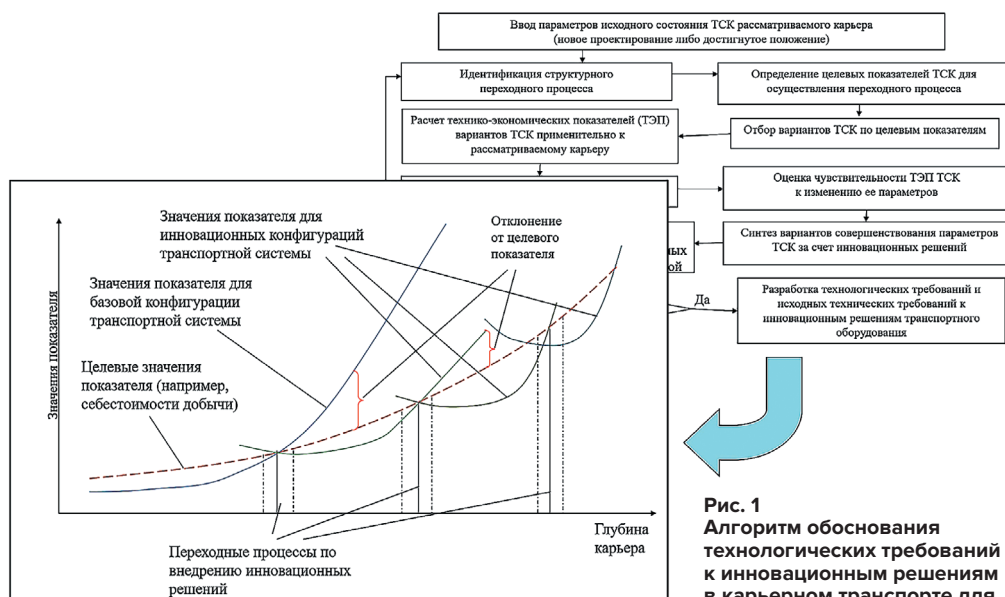 Ввод параметров исходного состояния ТСК рассматриваемого карьера
(новое проектирование либо достигнутое положение)
Идентификация структурного
переходного процесса
Определение целевых показателей ТСК для
осуществления переходного процесса
Расчет технико-экономических показателей (ТЭП)
вариантов ТСК применительно к
рассматриваемому карьеру
Отбор вариантов ТСК по целевым показателям
Оценка чувствительности ТЭП ТСК
к изменению ее параметров
Синтез вариантов совершенствования параметров
ТСК за счет инновационных решений
Да
Разработка технологических требований и
исходных технических требований к
инновационным решениям транспортного
оборудования
Значения показателя
Значения показателя для
инновационных конфигураций
транспортной системы
Отклонение
от целевого
показателя
Значения показателя для
базовой конфигурации
транспортной системы
Целевые значения
показателя (например,
себестоимости добычи)
Глубина
карьера
Переходные процессы по
внедрению инновационных
решений
Рис. 1
Алгоритм обоснования
технологических требований
к инновационным решениям
в карьерном транспорте для